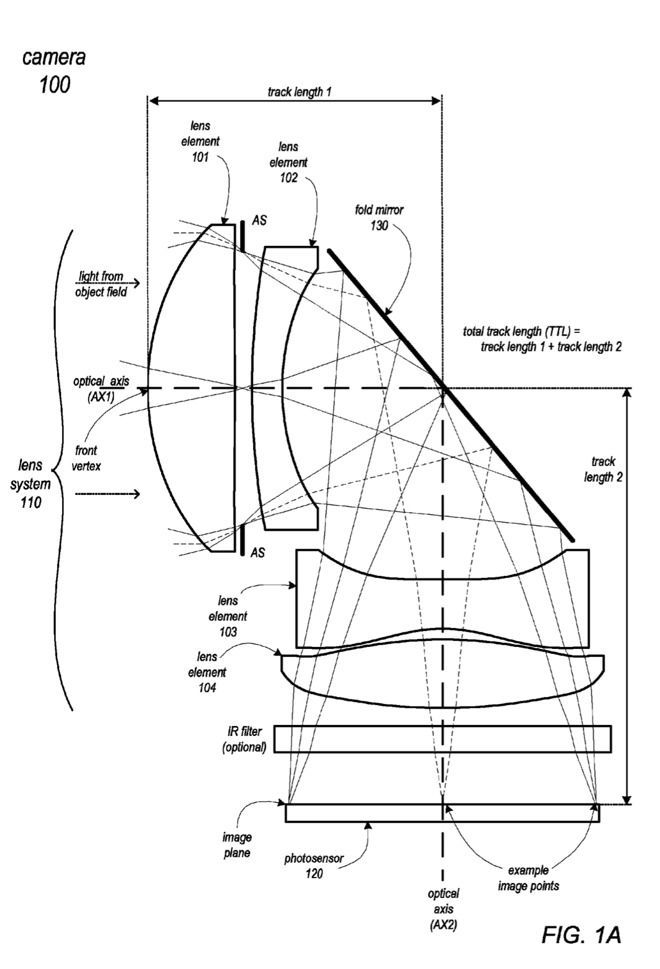 camera
100
track length 1
lens
element
101
lens
element
102
AS
fold mirror
130
light from
object field
total track length (TTL) =
track length 1 + track length 2
optical axis
(AX1)
front
vertex
track
length 2
lens
system
110
AS
lens
element
103
lens
element
104
IR filter
(optional)
image
plane
photosensor
120
example
image points
optical
axis
(AX2)
FIG. 1A